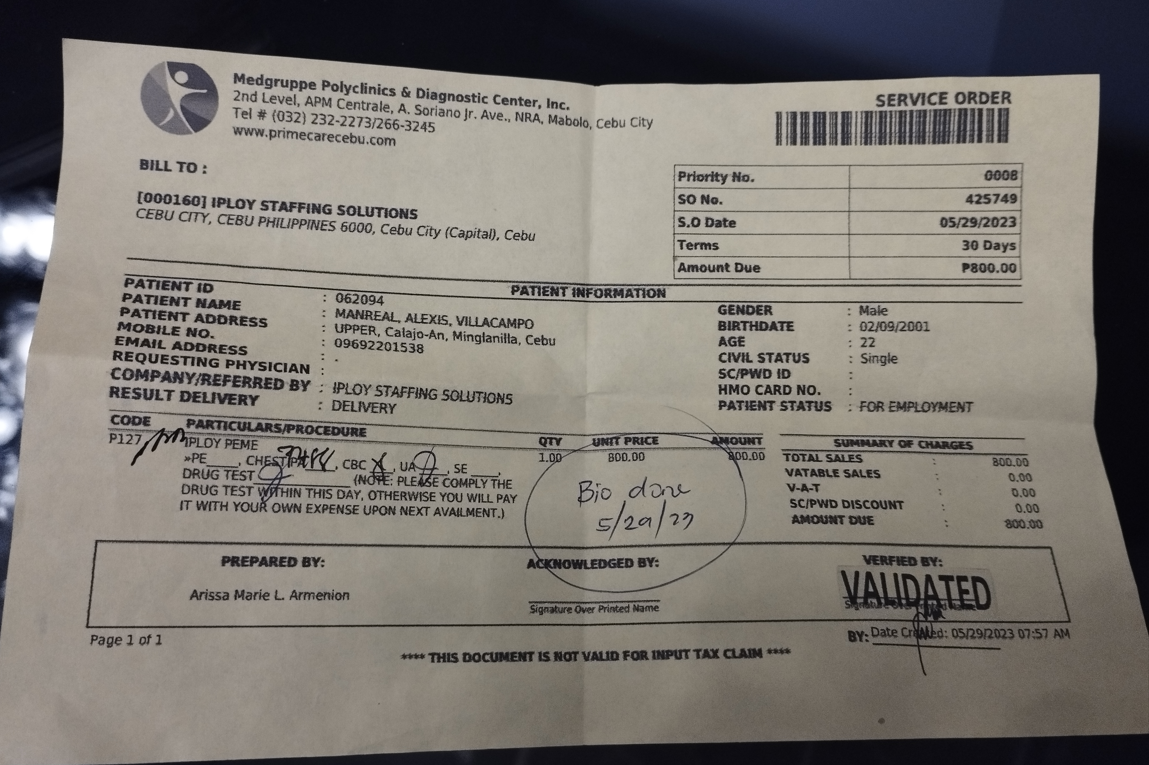 Medgruppe Polyclinics & Diagnostic Center, Inc.
2nd Level, APM Centrale, A. Soriano Jr. Ave., NRA, Mabolo, Cebu City
Tel # (032) 232-2273/266-3245
www.primecarecebu.com
SERVICE ORDER
BILL TO :
[000160] IPLOY STAFFING SOLUTIONS
CEBU CITY, CEBU PHILIPPINES 6000, Cebu City (Capital), Cebu
Priority No. 0008
SO No. 425749
S.O Date 05/29/2023
Terms 30 Days
Amount Due ₱800.00
PATIENT INFORMATION
PATIENT ID : 062094
PATIENT NAME : MANREAL, ALEXIS, VILLACAMPO
PATIENT ADDRESS : UPPER, Calajo-An, Minglanilla, Cebu
MOBILE NO. : 09692201538
EMAIL ADDRESS : .
REQUESTING PHYSICIAN :
COMPANY/REFERRED BY : IPLOY STAFFING SOLUTIONS
RESULT DELIVERY : DELIVERY
GENDER : Male
BIRTHDATE : 02/09/2001
AGE : 22
CIVIL STATUS : Single
SC/PWD ID :
HMO CARD NO. :
PATIENT STATUS : FOR EMPLOYMENT
CODE PARTICULARS/PROCEDURE QTY UNIT PRICE AMOUNT
P127 IPLOY PEME 1.00 800.00 800.00
»PE____, CHEST PA, CBC, UA, SE____,
DRUG TEST (NOTE: PLEASE COMPLY THE
DRUG TEST WITHIN THIS DAY, OTHERWISE YOU WILL PAY
IT WITH YOUR OWN EXPENSE UPON NEXT AVAILMENT.)
Bio done
5/29/23
SUMMARY OF CHARGES
TOTAL SALES : 800.00
VATABLE SALES : 0.00
V-A-T : 0.00
SC/PWD DISCOUNT : 0.00
AMOUNT DUE : 800.00
PREPARED BY:
Arissa Marie L. Armenion
ACKNOWLEDGED BY:
Signature Over Printed Name
VERFIED BY:
VALIDATED
Signature Over Printed Name
BY: Date Created: 05/29/2023 07:57 AM
Page 1 of 1
**** THIS DOCUMENT IS NOT VALID FOR INPUT TAX CLAIM ****